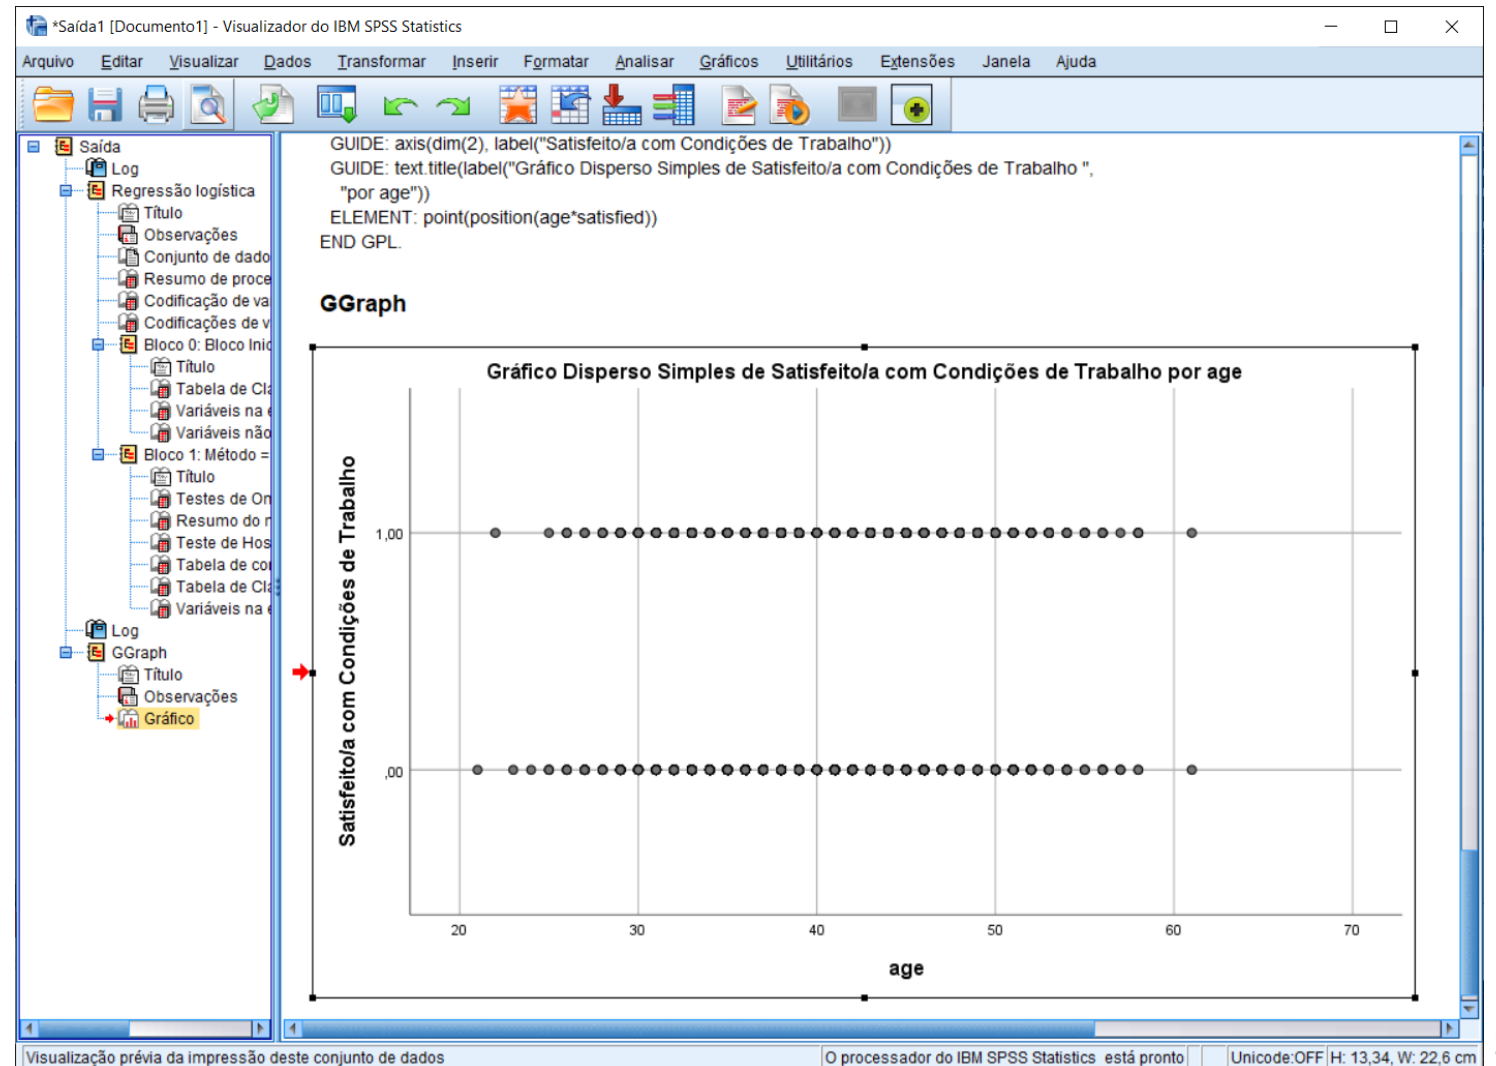 *Saída1 [Documento1] - Visualizador do IBM SPSS Statistics
Arquivo Editar Visualizar Dados Transformar Inserir Formatar Analisar Gráficos Utilitários Extensões Janela Ajuda
Saída
Log
Regressão logística
Título
Observações
Conjunto de dado
Resumo de proce
Codificação de va
Codificações de v
Bloco 0: Bloco Inic
Título
Tabela de Cla
Variáveis na e
Variáveis não
Bloco 1: Método =
Título
Testes de On
Resumo do n
Teste de Hos
Tabela de con
Tabela de Cla
Variáveis na e
Log
GGraph
Título
Observações
Gráfico
GUIDE: axis(dim(2), label("Satisfeito/a com Condições de Trabalho"))
GUIDE: text.title(label("Gráfico Disperso Simples de Satisfeito/a com Condições de Trabalho ",
"por age"))
ELEMENT: point(position(age*satisfied))
END GPL.
GGraph
Gráfico Disperso Simples de Satisfeito/a com Condições de Trabalho por age
Satisfeito/a com Condições de Trabalho
1,00
,00
20 30 40 50 60 70
age
Visualização prévia da impressão deste conjunto de dados
O processador do IBM SPSS Statistics está pronto
Unicode:OFF
H: 13,34, W: 22,6 cm